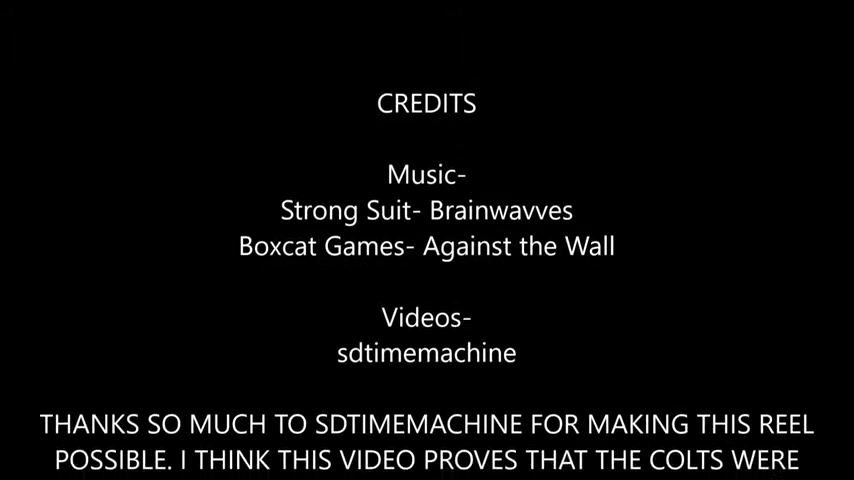 CREDITS
Music-
Strong Suit- Brainwavves
Boxcat Games- Against the Wall
Videos-
sdtimemachine
THANKS SO MUCH TO SDTIMEMACHINE FOR MAKING THIS REEL
POSSIBLE. I THINK THIS VIDEO PROVES THAT THE COLTS WERE